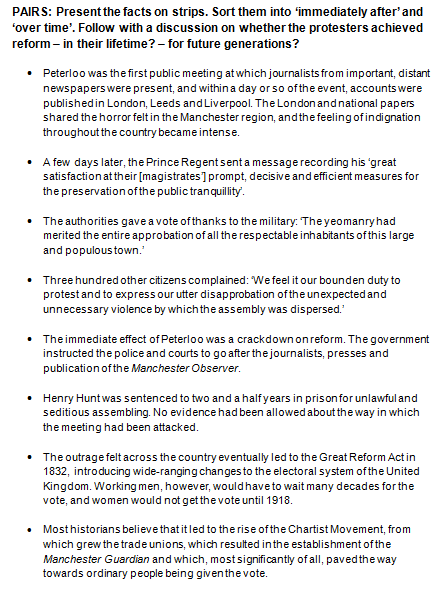 PAIRS: Present the facts on strips. Sort them into ‘immediately after’ and
‘over time’. Follow with a discussion on whether the protesters achieved
reform – in their lifetime? – for future generations?
• Peterloo was the first public meeting at which journalists from important, distant
newspapers were present, and within a day or so of the event, accounts were
published in London, Leeds and Liverpool. The London and national papers
shared the horror felt in the Manchester region, and the feeling of indignation
throughout the country became intense.
• A few days later, the Prince Regent sent a message recording his ‘great
satisfaction at their [magistrates’] prompt, decisive and efficient measures for
the preservation of the public tranquillity’.
• The authorities gave a vote of thanks to the military: ‘The yeomanry had
merited the entire approbation of all the respectable inhabitants of this large
and populous town.’
• Three hundred other citizens complained: ‘We feel it our bounden duty to
protest and to express our utter disapprobation of the unexpected and
unnecessary violence by which the assembly was dispersed.’
• The immediate effect of Peterloo was a crackdown on reform. The government
instructed the police and courts to go after the journalists, presses and
publication of the Manchester Observer.
• Henry Hunt was sentenced to two and a half years in prison for unlawful and
seditious assembling. No evidence had been allowed about the way in which
the meeting had been attacked.
• The outrage felt across the country eventually led to the Great Reform Act in
1832, introducing wide-ranging changes to the electoral system of the United
Kingdom. Working men, however, would have to wait many decades for the
vote, and women would not get the vote until 1918.
• Most historians believe that it led to the rise of the Chartist Movement, from
which grew the trade unions, which resulted in the establishment of the
Manchester Guardian and which, most significantly of all, paved the way
towards ordinary people being given the vote.